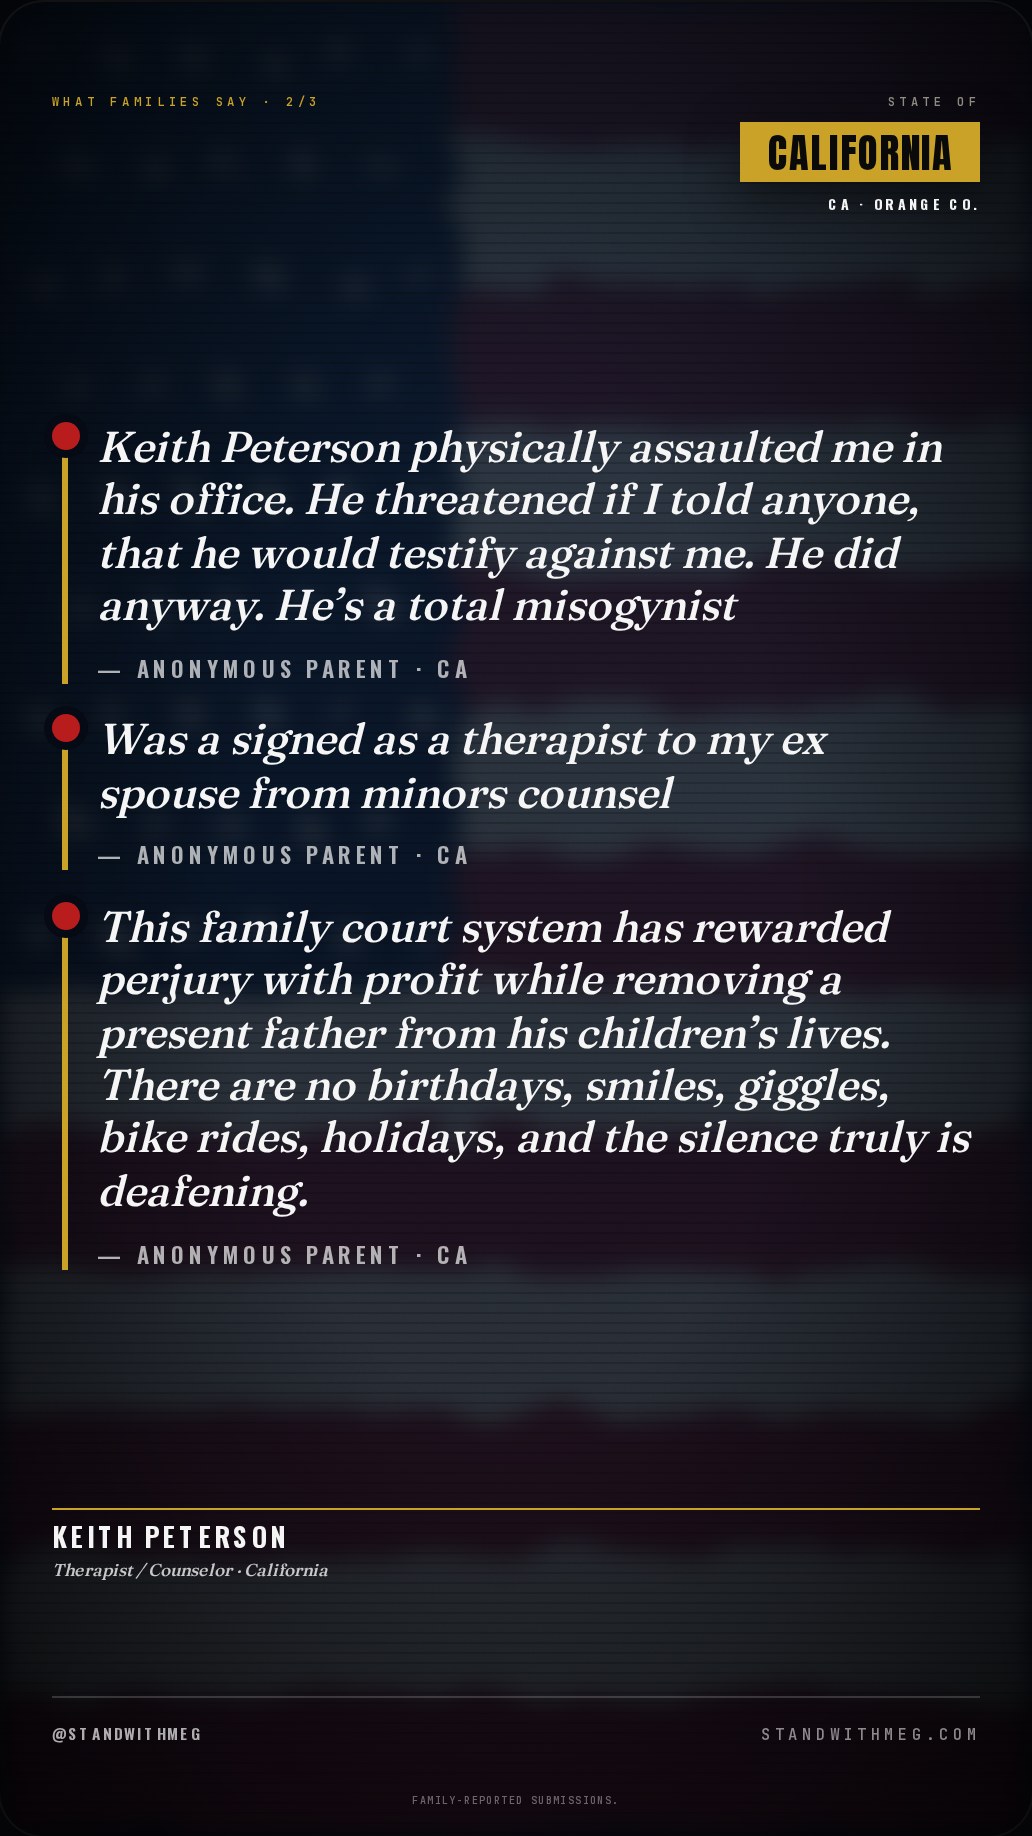 WHAT FAMILIES SAY · 2/3
STATE OF
CALIFORNIA
CA · ORANGE CO.
Keith Peterson physically assaulted me in
his office. He threatened if I told anyone,
that he would testify against me. He did
anyway. He’s a total misogynist
— ANONYMOUS PARENT · CA
Was a signed as a therapist to my ex
spouse from minors counsel
— ANONYMOUS PARENT · CA
This family court system has rewarded
perjury with profit while removing a
present father from his children’s lives.
There are no birthdays, smiles, giggles,
bike rides, holidays, and the silence truly is
deafening.
— ANONYMOUS PARENT · CA
KEITH PETERSON
Therapist / Counselor · California
@STANDWITHMEG
STANDWITHMEG.COM
FAMILY-REPORTED SUBMISSIONS.